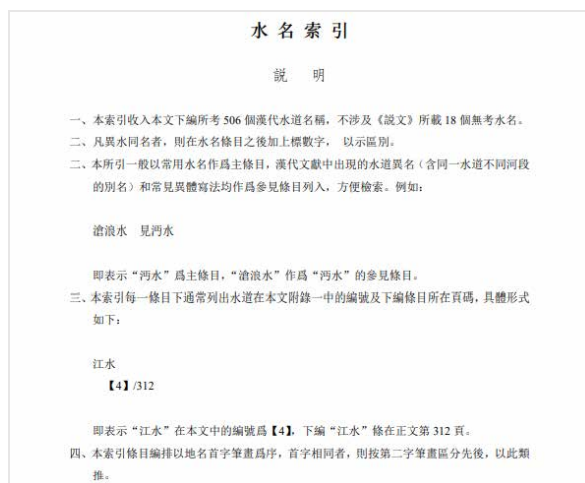 水名索引
説　明
一、本索引收入本文下編所考 506 個漢代水道名稱，不涉及《説文》所載 18 個無考水名。
二、凡異水同名者，則在水名條目之後加上標數字， 以示區别。
二、本所引一般以常用水名作爲主條目，漢代文獻中出現的水道異名（含同一水道不同河段
的别名）和常見異體寫法均作爲參見條目列入，方便檢索。例如：
滄浪水　見沔水
即表示“沔水”爲主條目，“滄浪水”作爲“沔水”的參見條目。
三、本索引每一條目下通常列出水道在本文附錄一中的編號及下編條目所在頁碼，具體形式
如下：
江水
【4】/312
即表示“江水”在本文中的編號爲【4】，下編“江水”條在正文第 312 頁。
四、本索引條目編排以地名首字筆畫爲序，首字相同者，則按第二字筆畫區分先後，以此類
推。